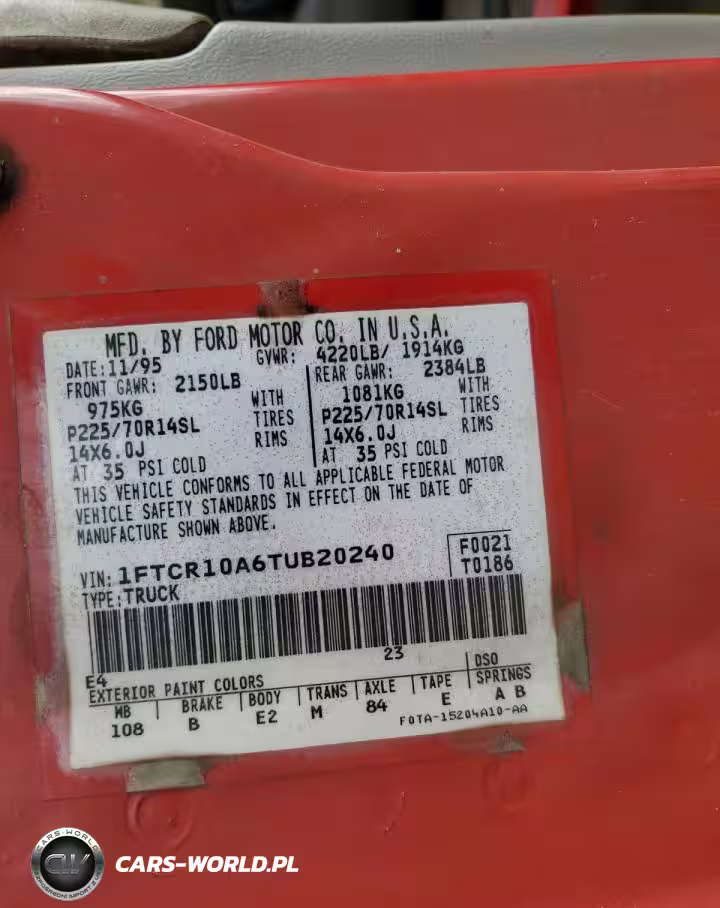 MFD. BY FORD MOTOR CO. IN U.S.A.
DATE: 11/95 GVWR: 4220LB/ 1914KG
FRONT GAWR: 2150LB REAR GAWR: 2384LB
975KG WITH 1081KG WITH
P225/70R14SL TIRES P225/70R14SL TIRES
14X6.0J RIMS 14X6.0J RIMS
AT 35 PSI COLD AT 35 PSI COLD
THIS VEHICLE CONFORMS TO ALL APPLICABLE FEDERAL MOTOR
VEHICLE SAFETY STANDARDS IN EFFECT ON THE DATE OF
MANUFACTURE SHOWN ABOVE.
VIN: 1FTCR10A6TUB20240 F0021
TYPE: TRUCK T0186
23
E4 DSO
EXTERIOR PAINT COLORS
MB BRAKE BODY TRANS AXLE TAPE SPRINGS
108 B E2 M 84 E A B
F0TA-15204A10-AA
CARS-WORLD
CW
CARS-WORLD.PL